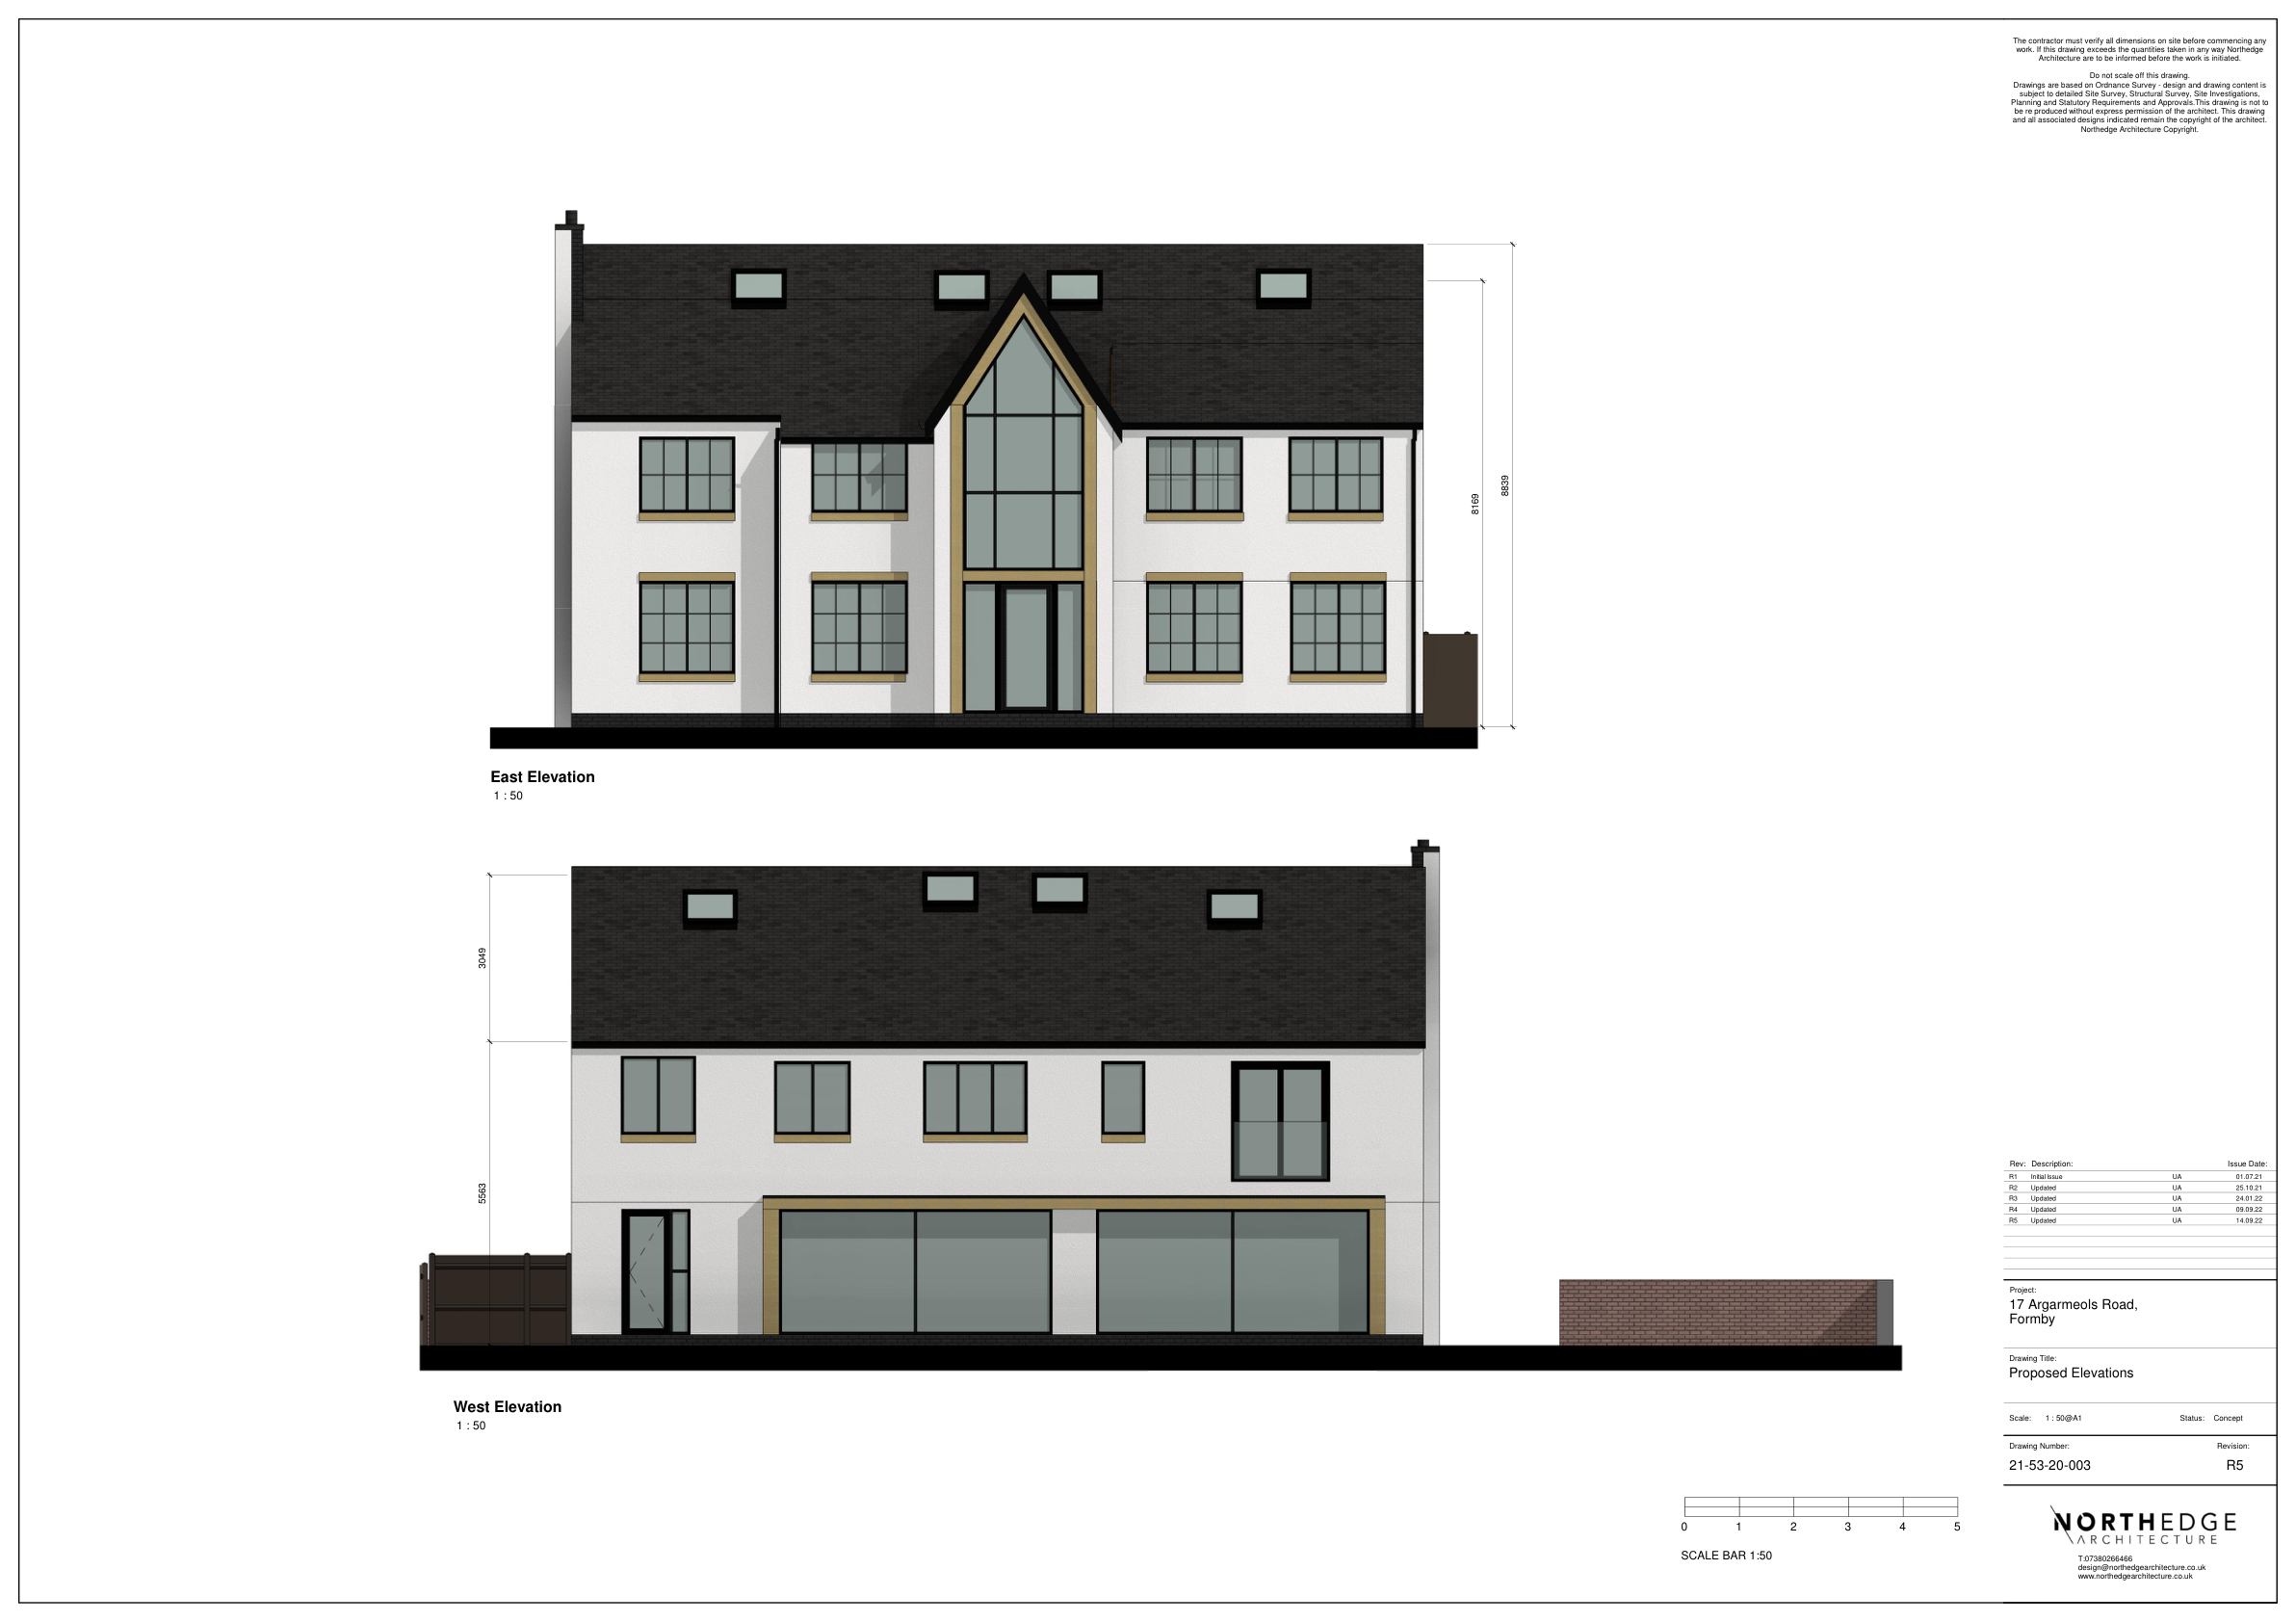 The contractor must verify all dimensions on site before commencing any
work. If this drawing exceeds the quantities taken in any way Northedge
Architecture are to be informed before the work is initiated.
Do not scale off this drawing.
Drawings are based on Ordnance Survey - design and drawing content is
subject to detailed Site Survey, Structural Survey, Site Investigations,
Planning and Statutory Requirements and Approvals.This drawing is not to
be re produced without express permission of the architect. This drawing
and all associated designs indicated remain the copyright of the architect.
Northedge Architecture Copyright.
8169
8839
East Elevation
1 : 50
3049
5563
West Elevation
1 : 50
0 1 2 3 4 5
SCALE BAR 1:50
Rev: Description: Issue Date:
R1 Initial Issue UA 01.07.21
R2 Updated UA 25.10.21
R3 Updated UA 24.01.22
R4 Updated UA 09.09.22
R5 Updated UA 14.09.22
Project:
17 Argarmeols Road,
Formby
Drawing Title:
Proposed Elevations
Scale: 1 : 50@A1 Status: Concept
Drawing Number: Revision:
21-53-20-003 R5
NORTHEDGE
ARCHITECTURE
T:07380266466
design@northedgearchitecture.co.uk
www.northedgearchitecture.co.uk